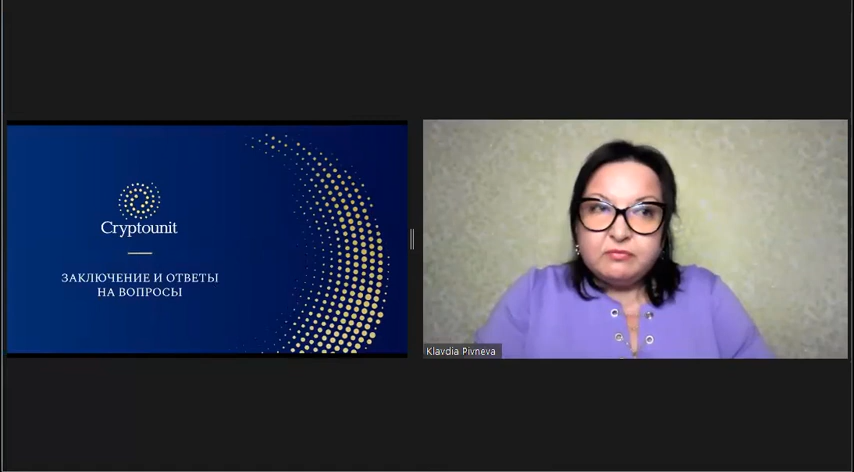 Cryptounit
ЗАКЛЮЧЕНИЕ И ОТВЕТЫ
НА ВОПРОСЫ
Klavdia Pivneva